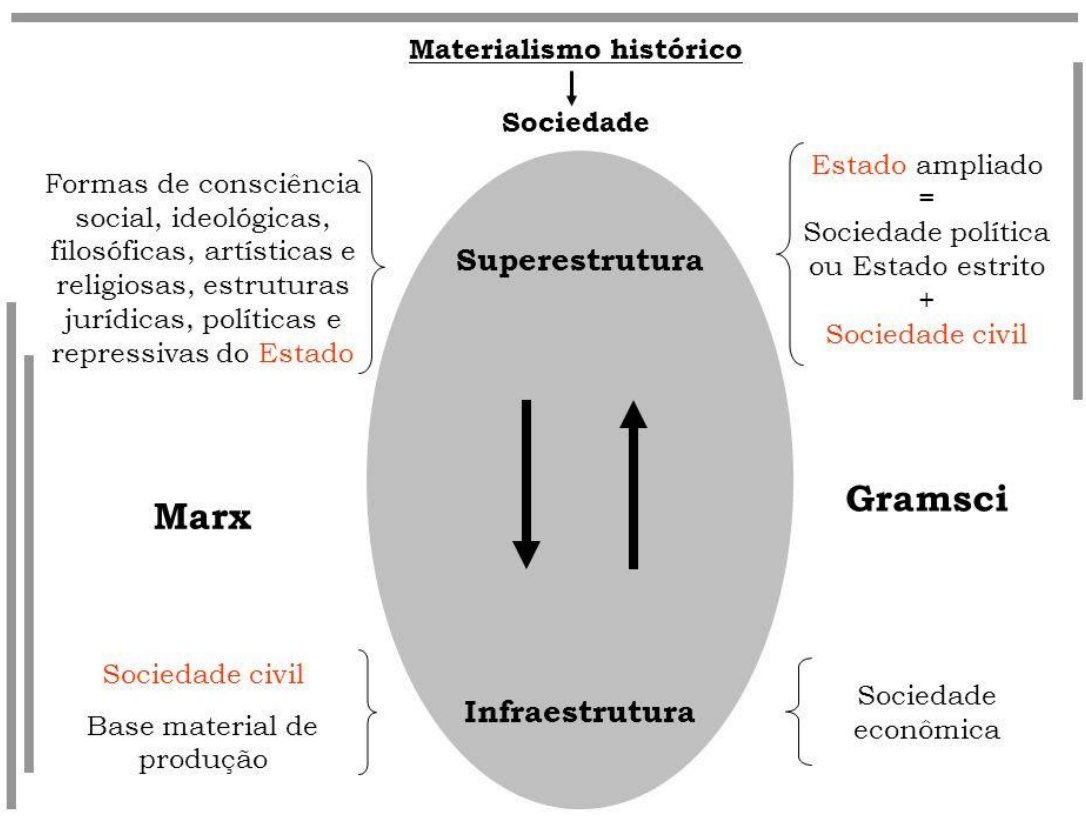 Materialismo histórico
Sociedade
Formas de consciência
social, ideológicas,
filosóficas, artísticas e
religiosas, estruturas
jurídicas, políticas e
repressivas do Estado
Superestrutura
Estado ampliado
=
Sociedade política
ou Estado estrito
+
Sociedade civil
Marx
Gramsci
Sociedade civil
Base material de
produção
Infraestrutura
Sociedade
econômica